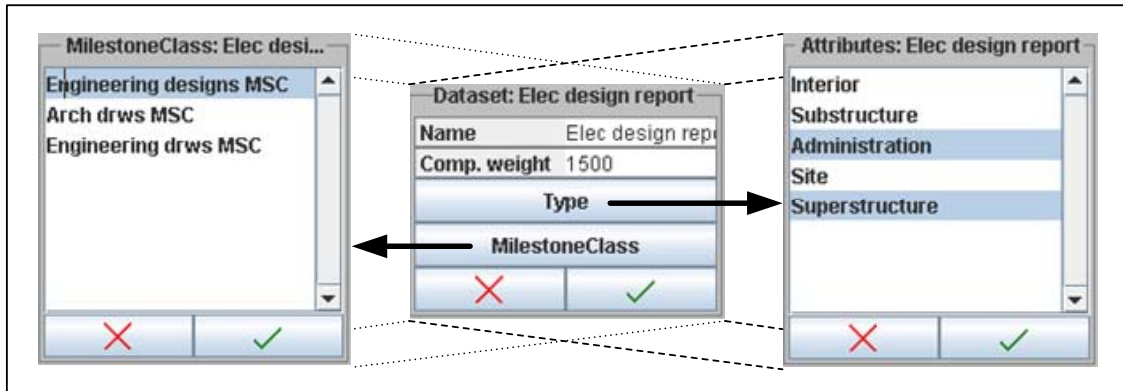 MilestoneClass: Elec desi...
Engineering designs MSC
Arch drws MSC
Engineering drws MSC
Dataset: Elec design report
Name Elec design repo
Comp. weight 1500
Type
MilestoneClass
Attributes: Elec design report
Interior
Substructure
Administration
Site
Superstructure